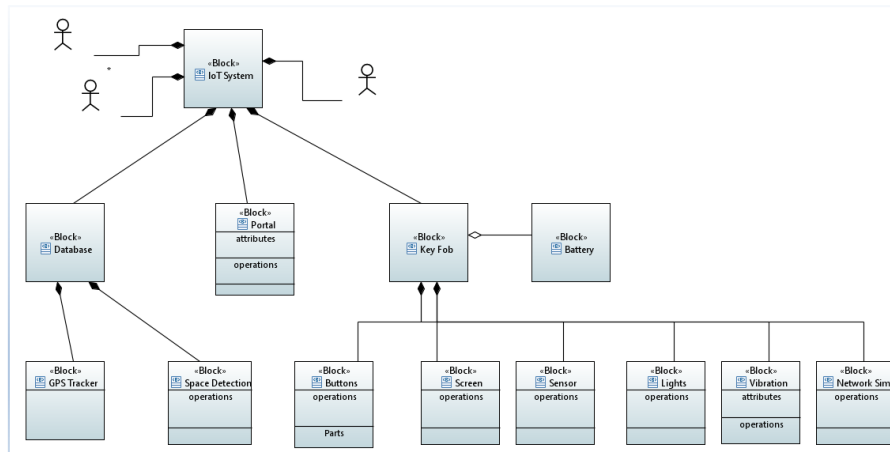 *
«Block»
IoT System
«Block»
Database
«Block»
Portal
attributes
operations
«Block»
Key Fob
«Block»
Battery
«Block»
GPS Tracker
«Block»
Space Detection
operations
«Block»
Buttons
operations
Parts
«Block»
Screen
operations
«Block»
Sensor
operations
«Block»
Lights
operations
«Block»
Vibration
attributes
operations
«Block»
Network Sim
operations